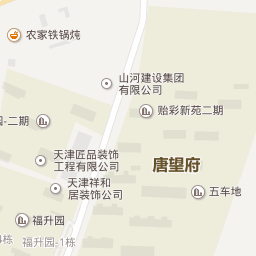 农家铁锅炖
山河建设集团
有限公司
贻彩新苑二期
园-二期
天津匠品装饰
工程有限公司
唐望府
天津祥和
居装饰公司
五车地
福升园
4栋
福升园-1栋